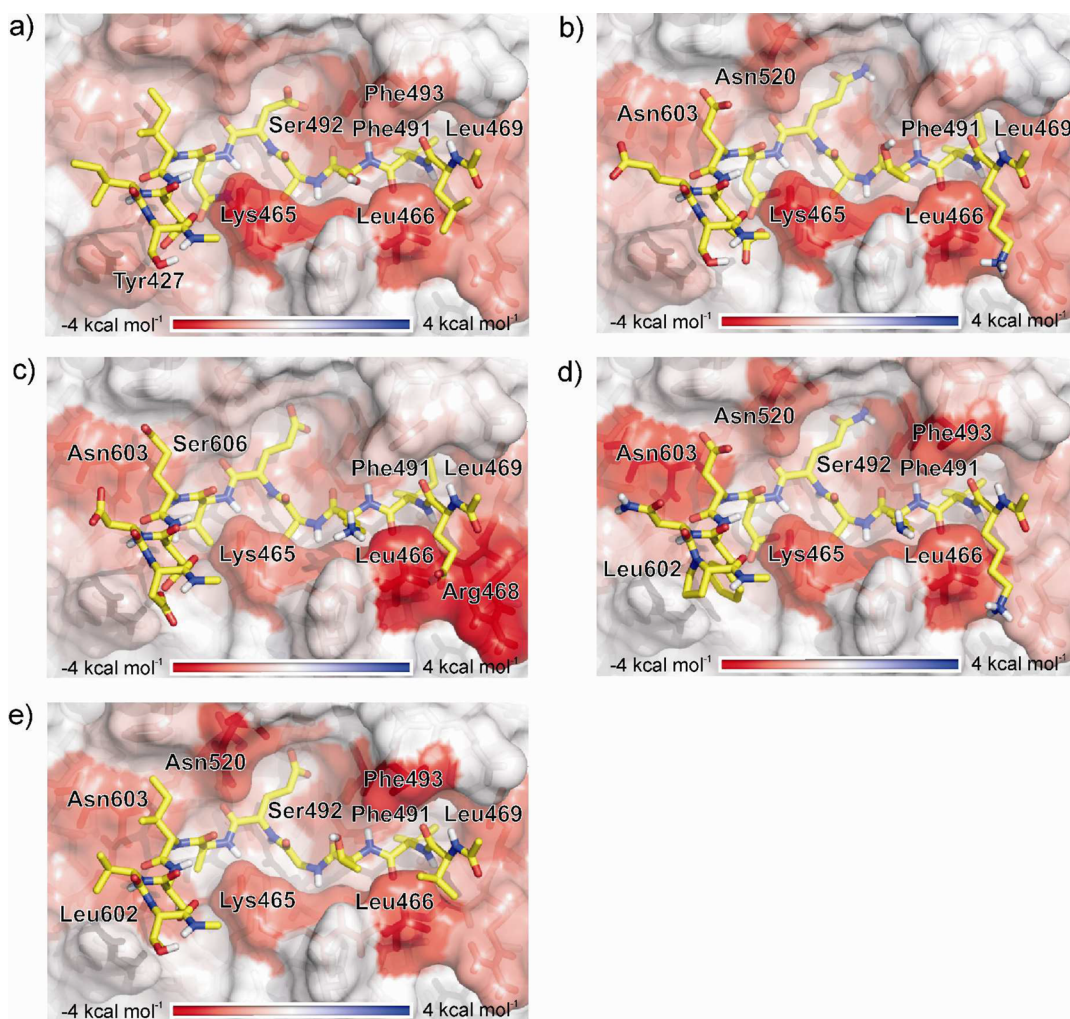 a)
Phe493
Ser492
Phe491
Leu469
Lys465
Leu466
Tyr427
-4 kcal mol⁻¹
4 kcal mol⁻¹
b)
Asn520
Asn603
Phe491
Leu469
Lys465
Leu466
-4 kcal mol⁻¹
4 kcal mol⁻¹
c)
Ser606
Asn603
Phe491
Leu469
Lys465
Leu466
Arg468
-4 kcal mol⁻¹
4 kcal mol⁻¹
d)
Asn520
Phe493
Asn603
Ser492
Phe491
Leu469
Lys465
Leu466
Leu602
-4 kcal mol⁻¹
4 kcal mol⁻¹
e)
Asn520
Phe493
Asn603
Ser492
Phe491
Leu469
Lys465
Leu466
Leu602
-4 kcal mol⁻¹
4 kcal mol⁻¹